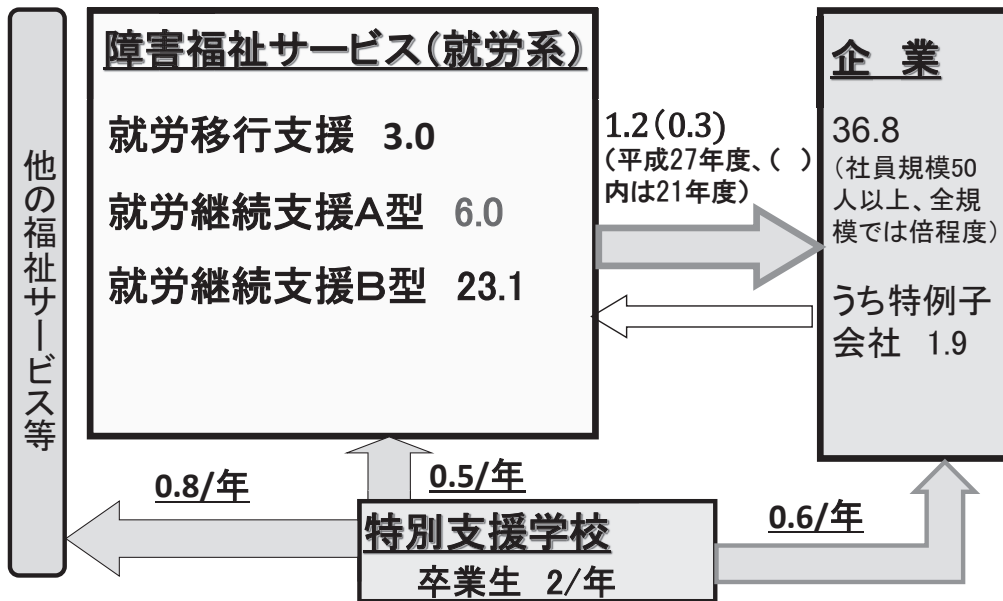 他の福祉サービス等
障害福祉サービス(就労系)
就労移行支援 3.0
就労継続支援A型 6.0
就労継続支援B型 23.1
1.2(0.3)
(平成27年度、( )
内は21年度)
企 業
36.8
(社員規模50
人以上、全規
模では倍程度)
うち特例子
会社 1.9
0.8/年
0.5/年
特別支援学校
卒業生 2/年
0.6/年